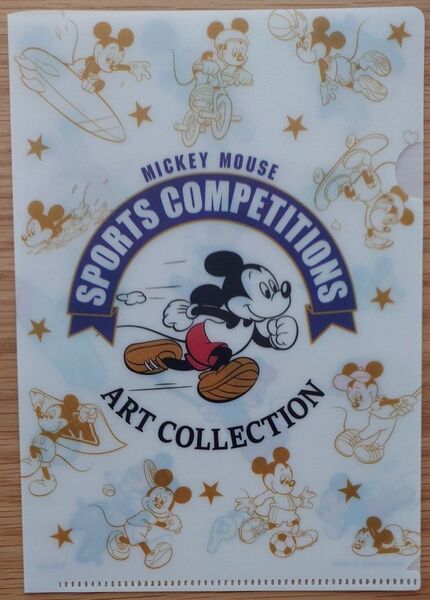 MICKEY MOUSE
SPORTS COMPETITIONS
ART COLLECTION